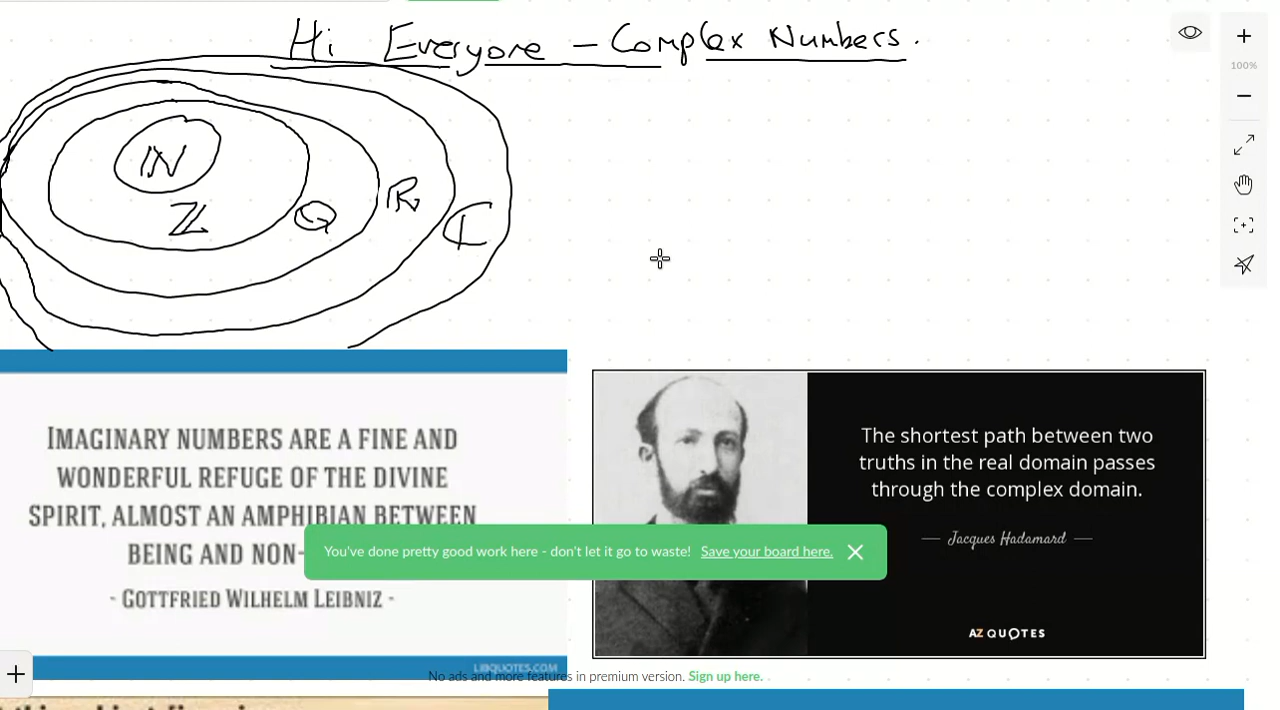 Hi Everyone – Complex Numbers.
100%
ℕ
ℤ
ℚ
ℝ
ℂ
IMAGINARY NUMBERS ARE A FINE AND
WONDERFUL REFUGE OF THE DIVINE
SPIRIT, ALMOST AN AMPHIBIAN BETWEEN
BEING AND NON-
- GOTTFRIED WILHELM LEIBNIZ -
LIBQUOTES.COM
The shortest path between two
truths in the real domain passes
through the complex domain.
— Jacques Hadamard —
AZ QUOTES
You've done pretty good work here - don't let it go to waste! Save your board here.
No ads and more features in premium version. Sign up here.